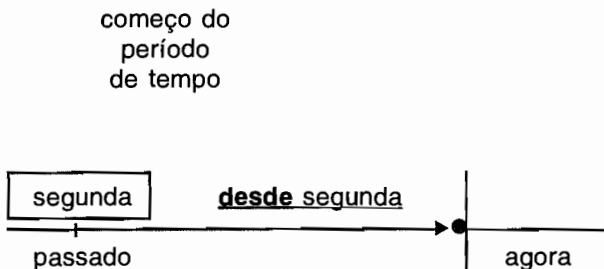 começo do
período
de tempo
segunda desde segunda
passado agora